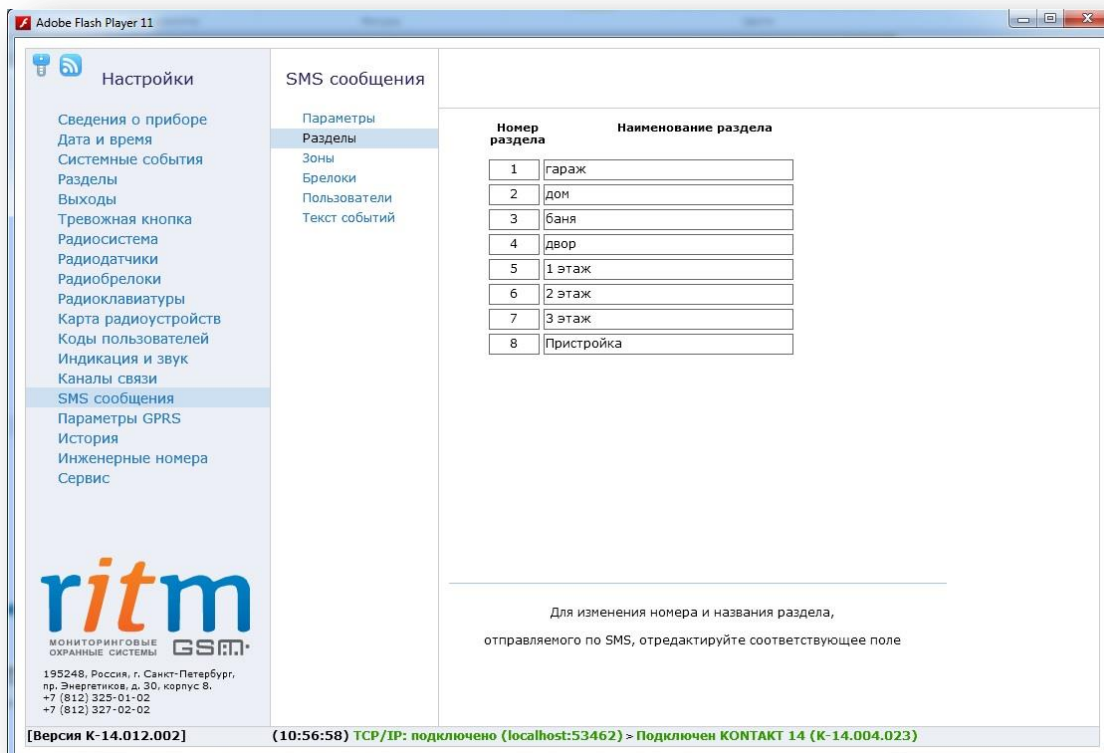 Adobe Flash Player 11
Настройки
Сведения о приборе
Дата и время
Системные события
Разделы
Выходы
Тревожная кнопка
Радиосистема
Радиодатчики
Радиобрелоки
Радиоклавиатуры
Карта радиоустройств
Коды пользователей
Индикация и звук
Каналы связи
SMS сообщения
Параметры GPRS
История
Инженерные номера
Сервис
ritm
МОНИТОРИНГОВЫЕ
ОХРАННЫЕ СИСТЕМЫ
GSM
195248, Россия, г. Санкт-Петербург,
пр. Энергетиков, д. 30, корпус 8.
+7 (812) 325-01-02
+7 (812) 327-02-02
SMS сообщения
Параметры
Разделы
Зоны
Брелоки
Пользователи
Текст событий
Номер раздела Наименование раздела
1 гараж
2 дом
3 баня
4 двор
5 1 этаж
6 2 этаж
7 3 этаж
8 Пристройка
Для изменения номера и названия раздела,
отправляемого по SMS, отредактируйте соответствующее поле
[Версия K-14.012.002] (10:56:58) TCP/IP: подключено (localhost:53462) > Подключен KONTAKT 14 (K-14.004.023)